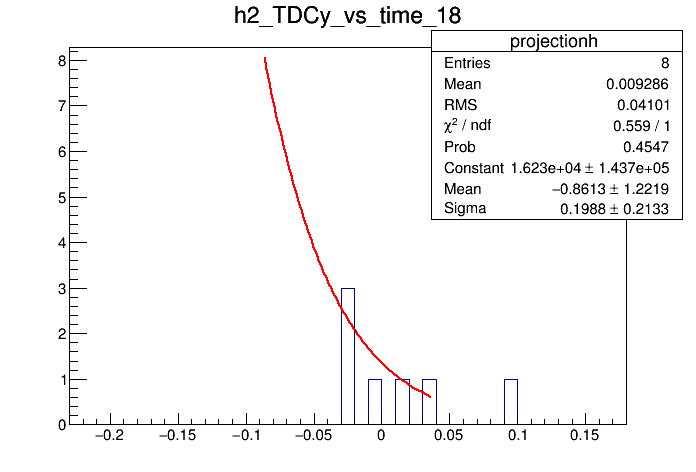 h2_TDCy_vs_time_18
projectionh
Entries 8
Mean 0.009286
RMS 0.04101
χ² / ndf 0.559 / 1
Prob 0.4547
Constant 1.623e+04 ± 1.437e+05
Mean −0.8613 ± 1.2219
Sigma 0.1988 ± 0.2133
8
7
6
5
4
3
2
1
0
−0.2 −0.15 −0.1 −0.05 0 0.05 0.1 0.15